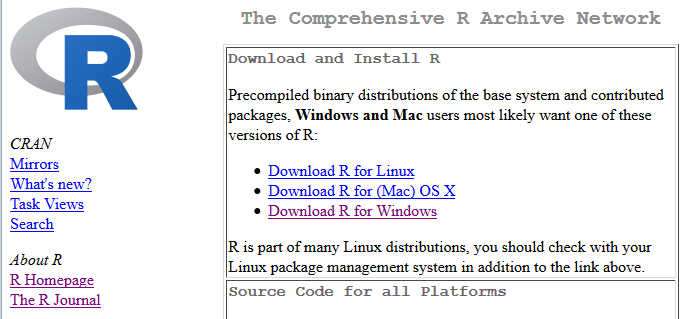 R
CRAN
Mirrors
What's new?
Task Views
Search
About R
R Homepage
The R Journal
The Comprehensive R Archive Network
Download and Install R
Precompiled binary distributions of the base system and contributed
packages, Windows and Mac users most likely want one of these
versions of R:
Download R for Linux
Download R for (Mac) OS X
Download R for Windows
R is part of many Linux distributions, you should check with your
Linux package management system in addition to the link above.
Source Code for all Platforms